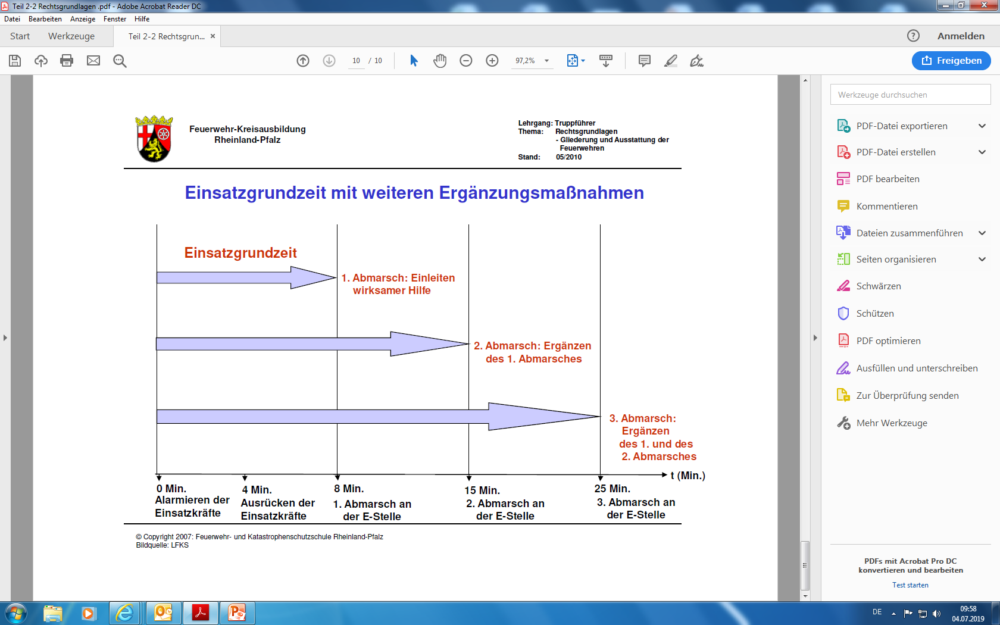 Teil 2-2 Rechtsgrundlagen .pdf - Adobe Acrobat Reader DC
Datei Bearbeiten Anzeige Fenster Hilfe
Start Werkzeuge Teil 2-2 Rechtsgrun... × Anmelden
10 / 10 97,2% Freigeben
Feuerwehr-Kreisausbildung
Rheinland-Pfalz
Lehrgang: Truppführer
Thema: Rechtsgrundlagen
- Gliederung und Ausstattung der
Feuerwehren
Stand: 05/2010
Einsatzgrundzeit mit weiteren Ergänzungsmaßnahmen
Einsatzgrundzeit
1. Abmarsch: Einleiten
wirksamer Hilfe
2. Abmarsch: Ergänzen
des 1. Abmarsches
3. Abmarsch:
Ergänzen
des 1. und des
2. Abmarsches
t (Min.)
0 Min.
Alarmieren der
Einsatzkräfte
4 Min.
Ausrücken der
Einsatzkräfte
8 Min.
1. Abmarsch an
der E-Stelle
15 Min.
2. Abmarsch an
der E-Stelle
25 Min.
3. Abmarsch an
der E-Stelle
© Copyright 2007: Feuerwehr- und Katastrophenschutzschule Rheinland-Pfalz
Bildquelle: LFKS
Werkzeuge durchsuchen
PDF-Datei exportieren
PDF-Datei erstellen
PDF bearbeiten
Kommentieren
Dateien zusammenführen
Seiten organisieren
Schwärzen
Schützen
PDF optimieren
Ausfüllen und unterschreiben
Zur Überprüfung senden
Mehr Werkzeuge
PDFs mit Acrobat Pro DC
konvertieren und bearbeiten
Test starten
DE
09:58
04.07.2019